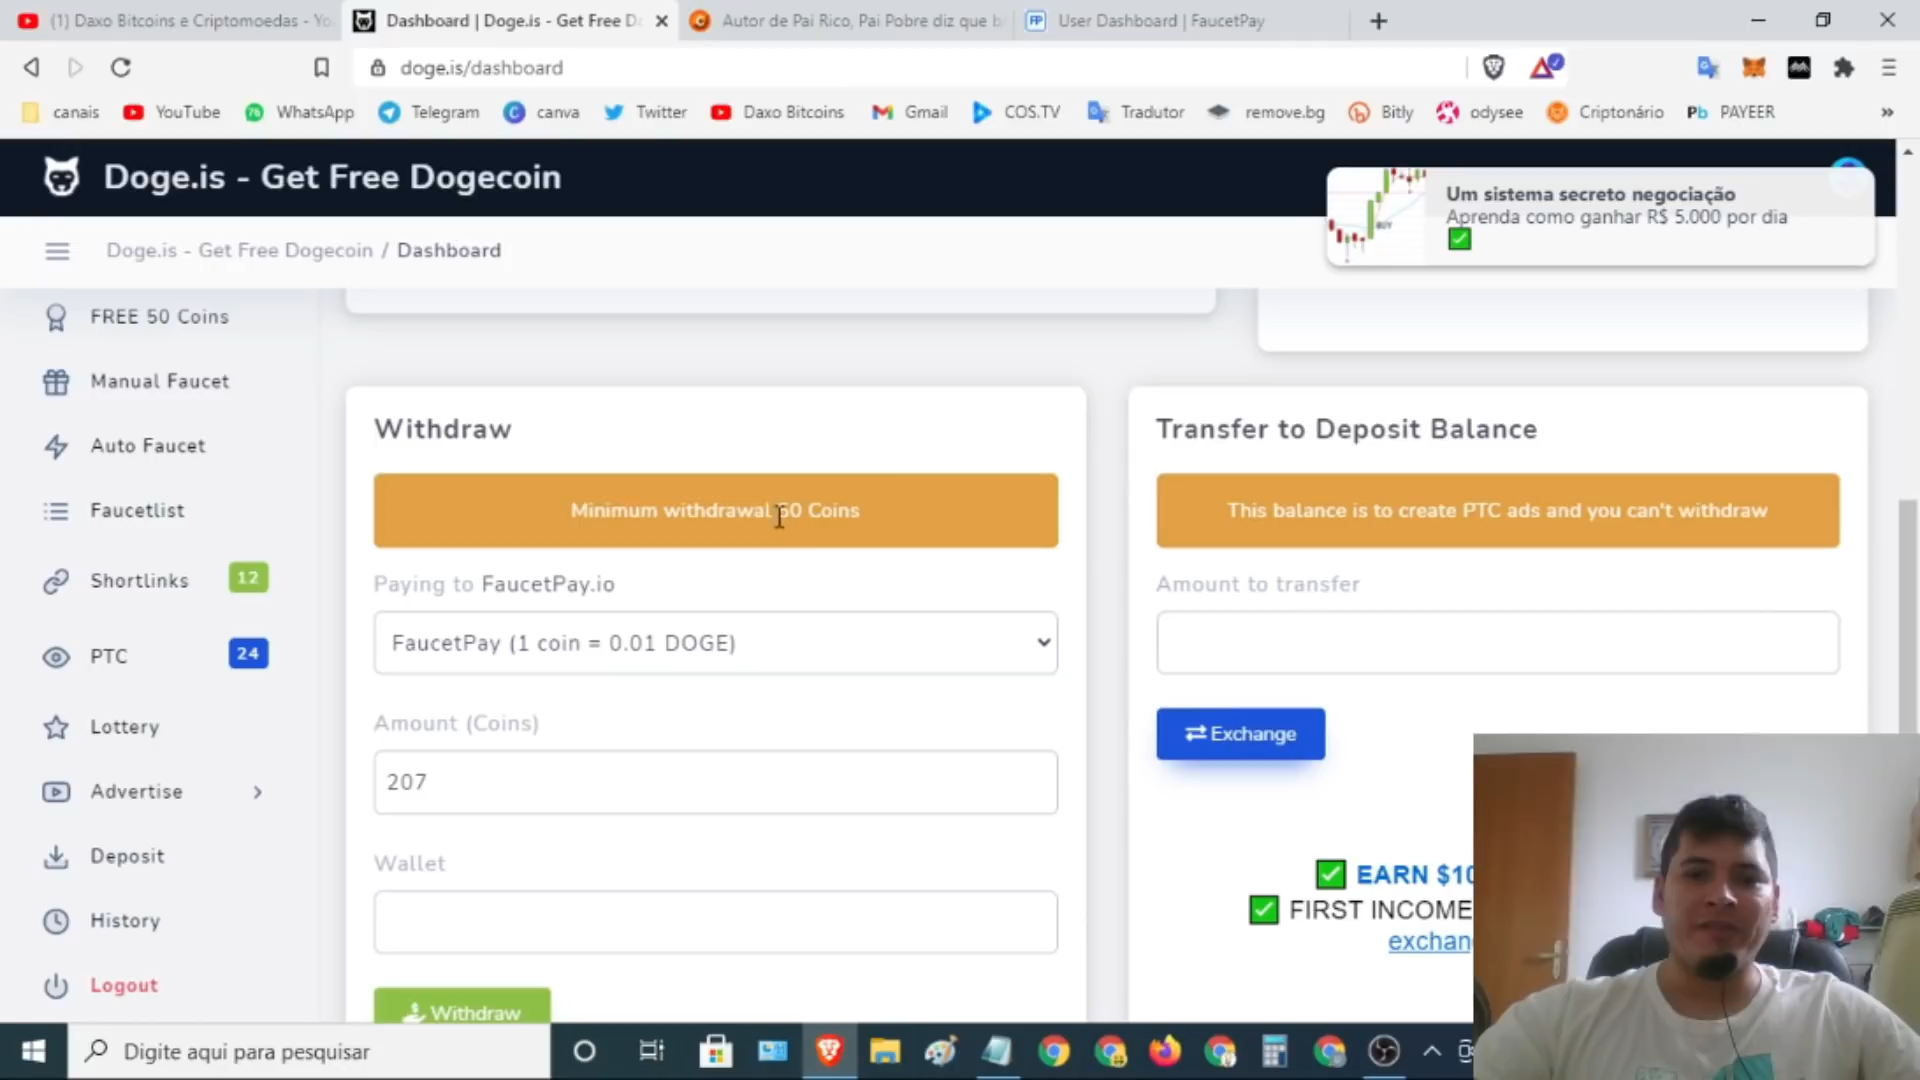 (1) Daxo Bitcoins e Criptomoedas - Yo
Dashboard | Doge.is - Get Free D
Autor de Pai Rico, Pai Pobre diz que b
User Dashboard | FaucetPay
doge.is/dashboard
canais
YouTube
WhatsApp
Telegram
canva
Twitter
Daxo Bitcoins
Gmail
COS.TV
Tradutor
remove.bg
Bitly
odysee
Criptonário
Pb PAYEER
Doge.is - Get Free Dogecoin
Um sistema secreto negociação
Aprenda como ganhar R$ 5.000 por dia
Doge.is - Get Free Dogecoin / Dashboard
FREE 50 Coins
Manual Faucet
Auto Faucet
Faucetlist
Shortlinks 12
PTC 24
Lottery
Advertise
Deposit
History
Logout
Withdraw
Minimum withdrawal 50 Coins
Paying to FaucetPay.io
FaucetPay (1 coin = 0.01 DOGE)
Amount (Coins)
207
Wallet
Withdraw
Transfer to Deposit Balance
This balance is to create PTC ads and you can't withdraw
Amount to transfer
Exchange
EARN $10
FIRST INCOME
exchan
Digite aqui para pesquisar